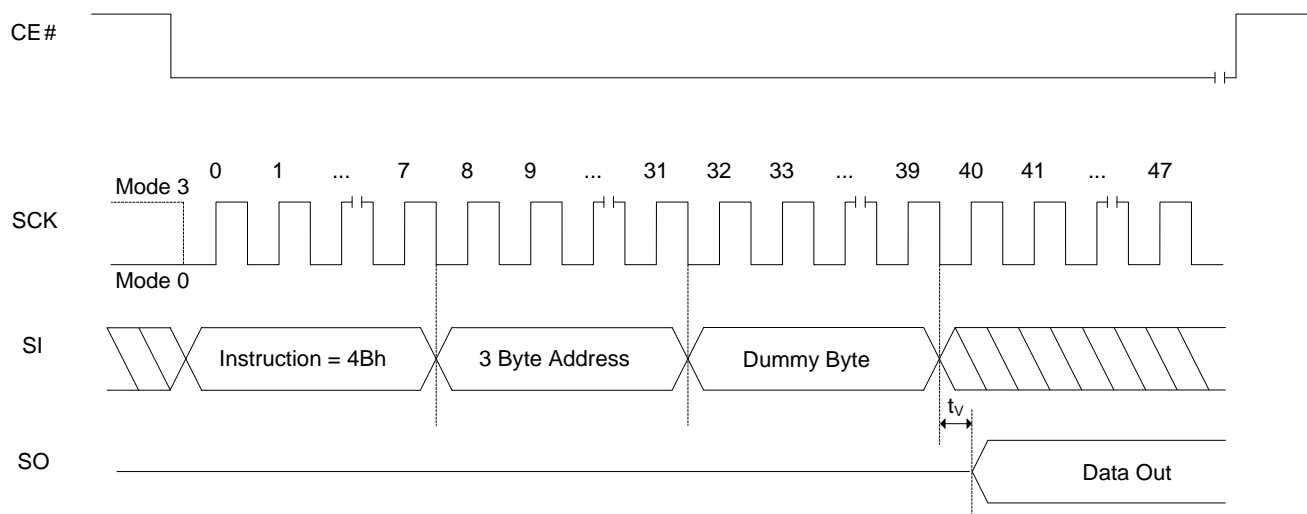 CE#
0 1 ... 7 8 9 ... 31 32 33 ... 39 40 41 ... 47
Mode 3
SCK
Mode 0
SI
Instruction = 4Bh
3 Byte Address
Dummy Byte
tV
SO
Data Out